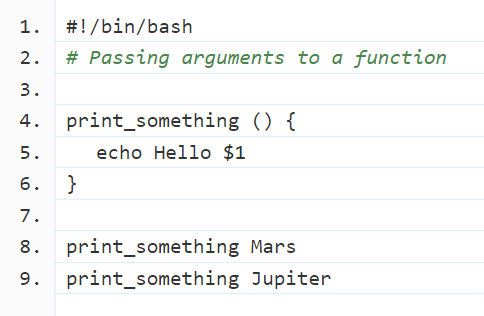 1. #!/bin/bash
2. # Passing arguments to a function
3.
4. print_something () {
5. echo Hello $1
6. }
7.
8. print_something Mars
9. print_something Jupiter